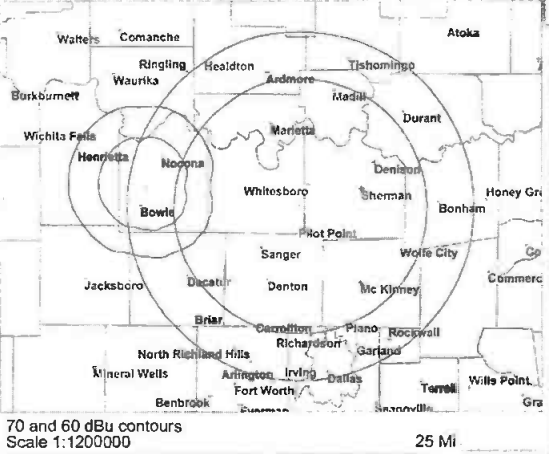 Walters Comanche Atoka
Ringling Healdton Tishomingo
Waurika Ardmore
Burkburnett Madill
Durant
Wichita Falls Marietta
Henrietta Nocona Denison
Whitesboro Sherman Honey
Bowie Bonham
Pilot Point
Sanger Wolfe City
Jacksboro Decatur Denton Mc Kinney Commerc
Briar Carrollton Plano Rockwall
Richardson
North Richland Hills Garland
Mineral Wells Arlington Irving Dallas Terrell Wills Point
Fort Worth
Benbrook Everman Gra
70 and 60 dBu contours
Scale 1:1200000 25 Mi